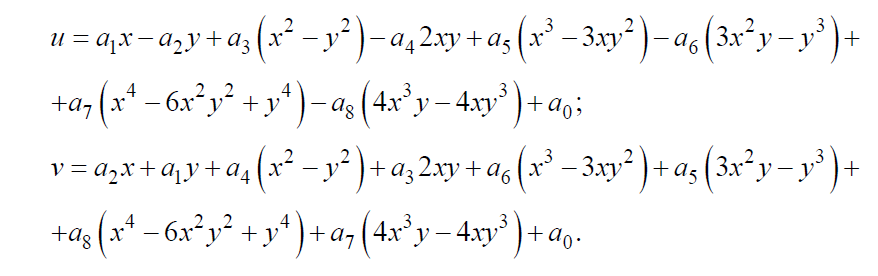 u = a₁x − a₂y + a₃(x² − y²) − a₄2xy + a₅(x³ − 3xy²) − a₆(3x²y − y³) +
+a₇(x⁴ − 6x²y² + y⁴) − a₈(4x³y − 4xy³) + a₀;
v = a₂x + a₁y + a₄(x² − y²) + a₃2xy + a₆(x³ − 3xy²) + a₅(3x²y − y³) +
+a₈(x⁴ − 6x²y² + y⁴) + a₇(4x³y − 4xy³) + a₀.